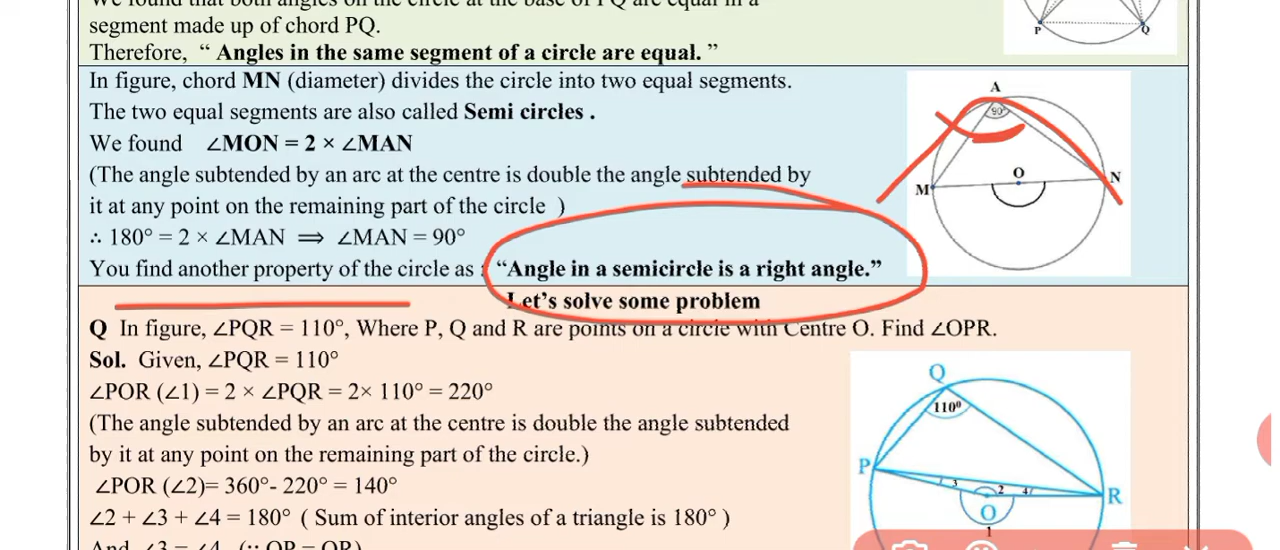 segment made up of chord PQ.
Therefore, “ Angles in the same segment of a circle are equal. ”
P
Q
In figure, chord MN (diameter) divides the circle into two equal segments.
The two equal segments are also called Semi circles .
We found ∠MON = 2 × ∠MAN
(The angle subtended by an arc at the centre is double the angle subtended by
it at any point on the remaining part of the circle )
∴ 180° = 2 × ∠MAN ⟹ ∠MAN = 90°
You find another property of the circle as : “Angle in a semicircle is a right angle.”
A
90°
M
O
N
Let’s solve some problem
Q In figure, ∠PQR = 110°, Where P, Q and R are points on a circle with Centre O. Find ∠OPR.
Sol. Given, ∠PQR = 110°
∠POR (∠1) = 2 × ∠PQR = 2× 110° = 220°
(The angle subtended by an arc at the centre is double the angle subtended
by it at any point on the remaining part of the circle.)
∠POR (∠2)= 360°- 220° = 140°
∠2 + ∠3 + ∠4 = 180° ( Sum of interior angles of a triangle is 180° )
And ∠3 = ∠4 (∵ OP = OR)
Q
110⁰
P
3
2
4
R
O
1